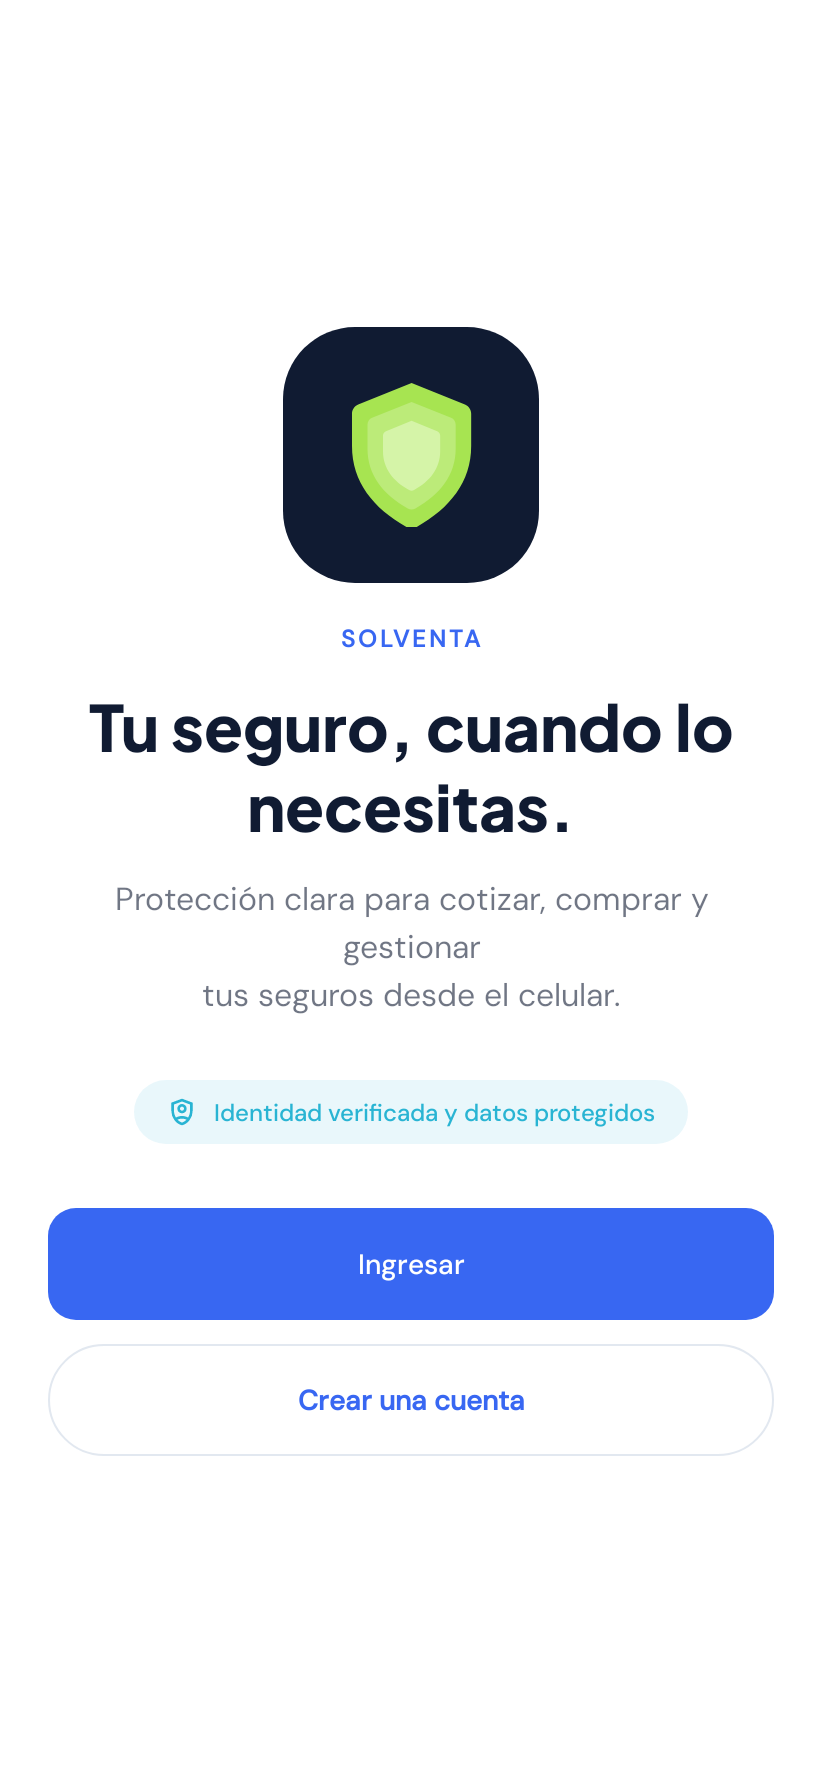 SOLVENTA
Tu seguro, cuando lo
necesitas.
Protección clara para cotizar, comprar y
gestionar
tus seguros desde el celular.
Identidad verificada y datos protegidos
Ingresar
Crear una cuenta